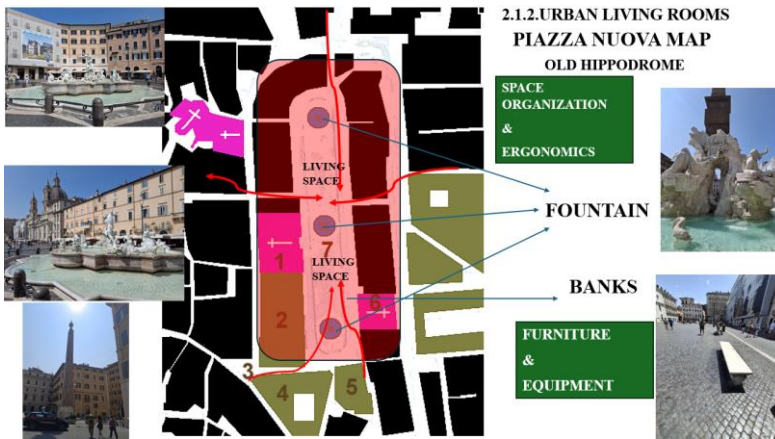 2.1.2.URBAN LIVING ROOMS
PIAZZA NUOVA MAP
OLD HIPPODROME
SPACE
ORGANIZATION
&
ERGONOMICS
LIVING
SPACE
FOUNTAIN
7
1
LIVING
SPACE
BANKS
6
2
FURNITURE
&
EQUIPMENT
3
4
5